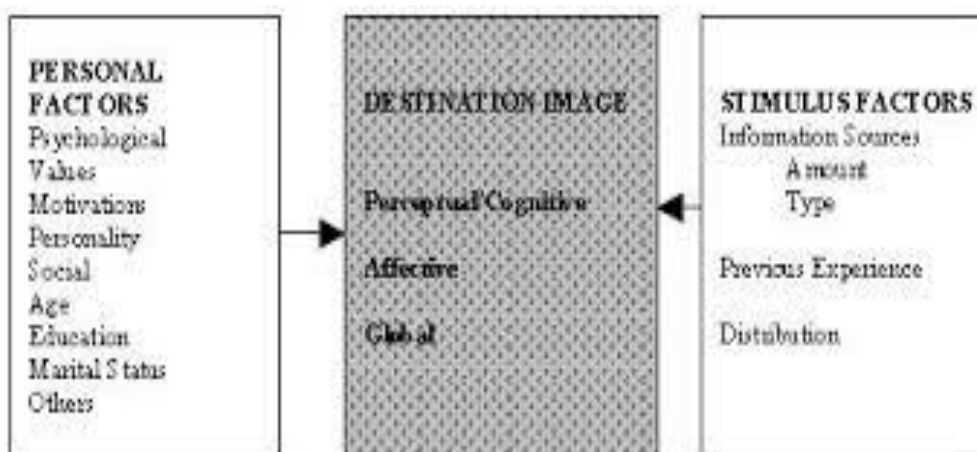 PERSONAL
FACTORS
Psychological
Values
Motivations
Personality
Social
Age
Education
Marital Status
Others
DESTINATION IMAGE
Perceptual/Cognitive
Affective
Global
STIMULUS FACTORS
Information Sources
Amount
Type
Previous Experience
Distribution